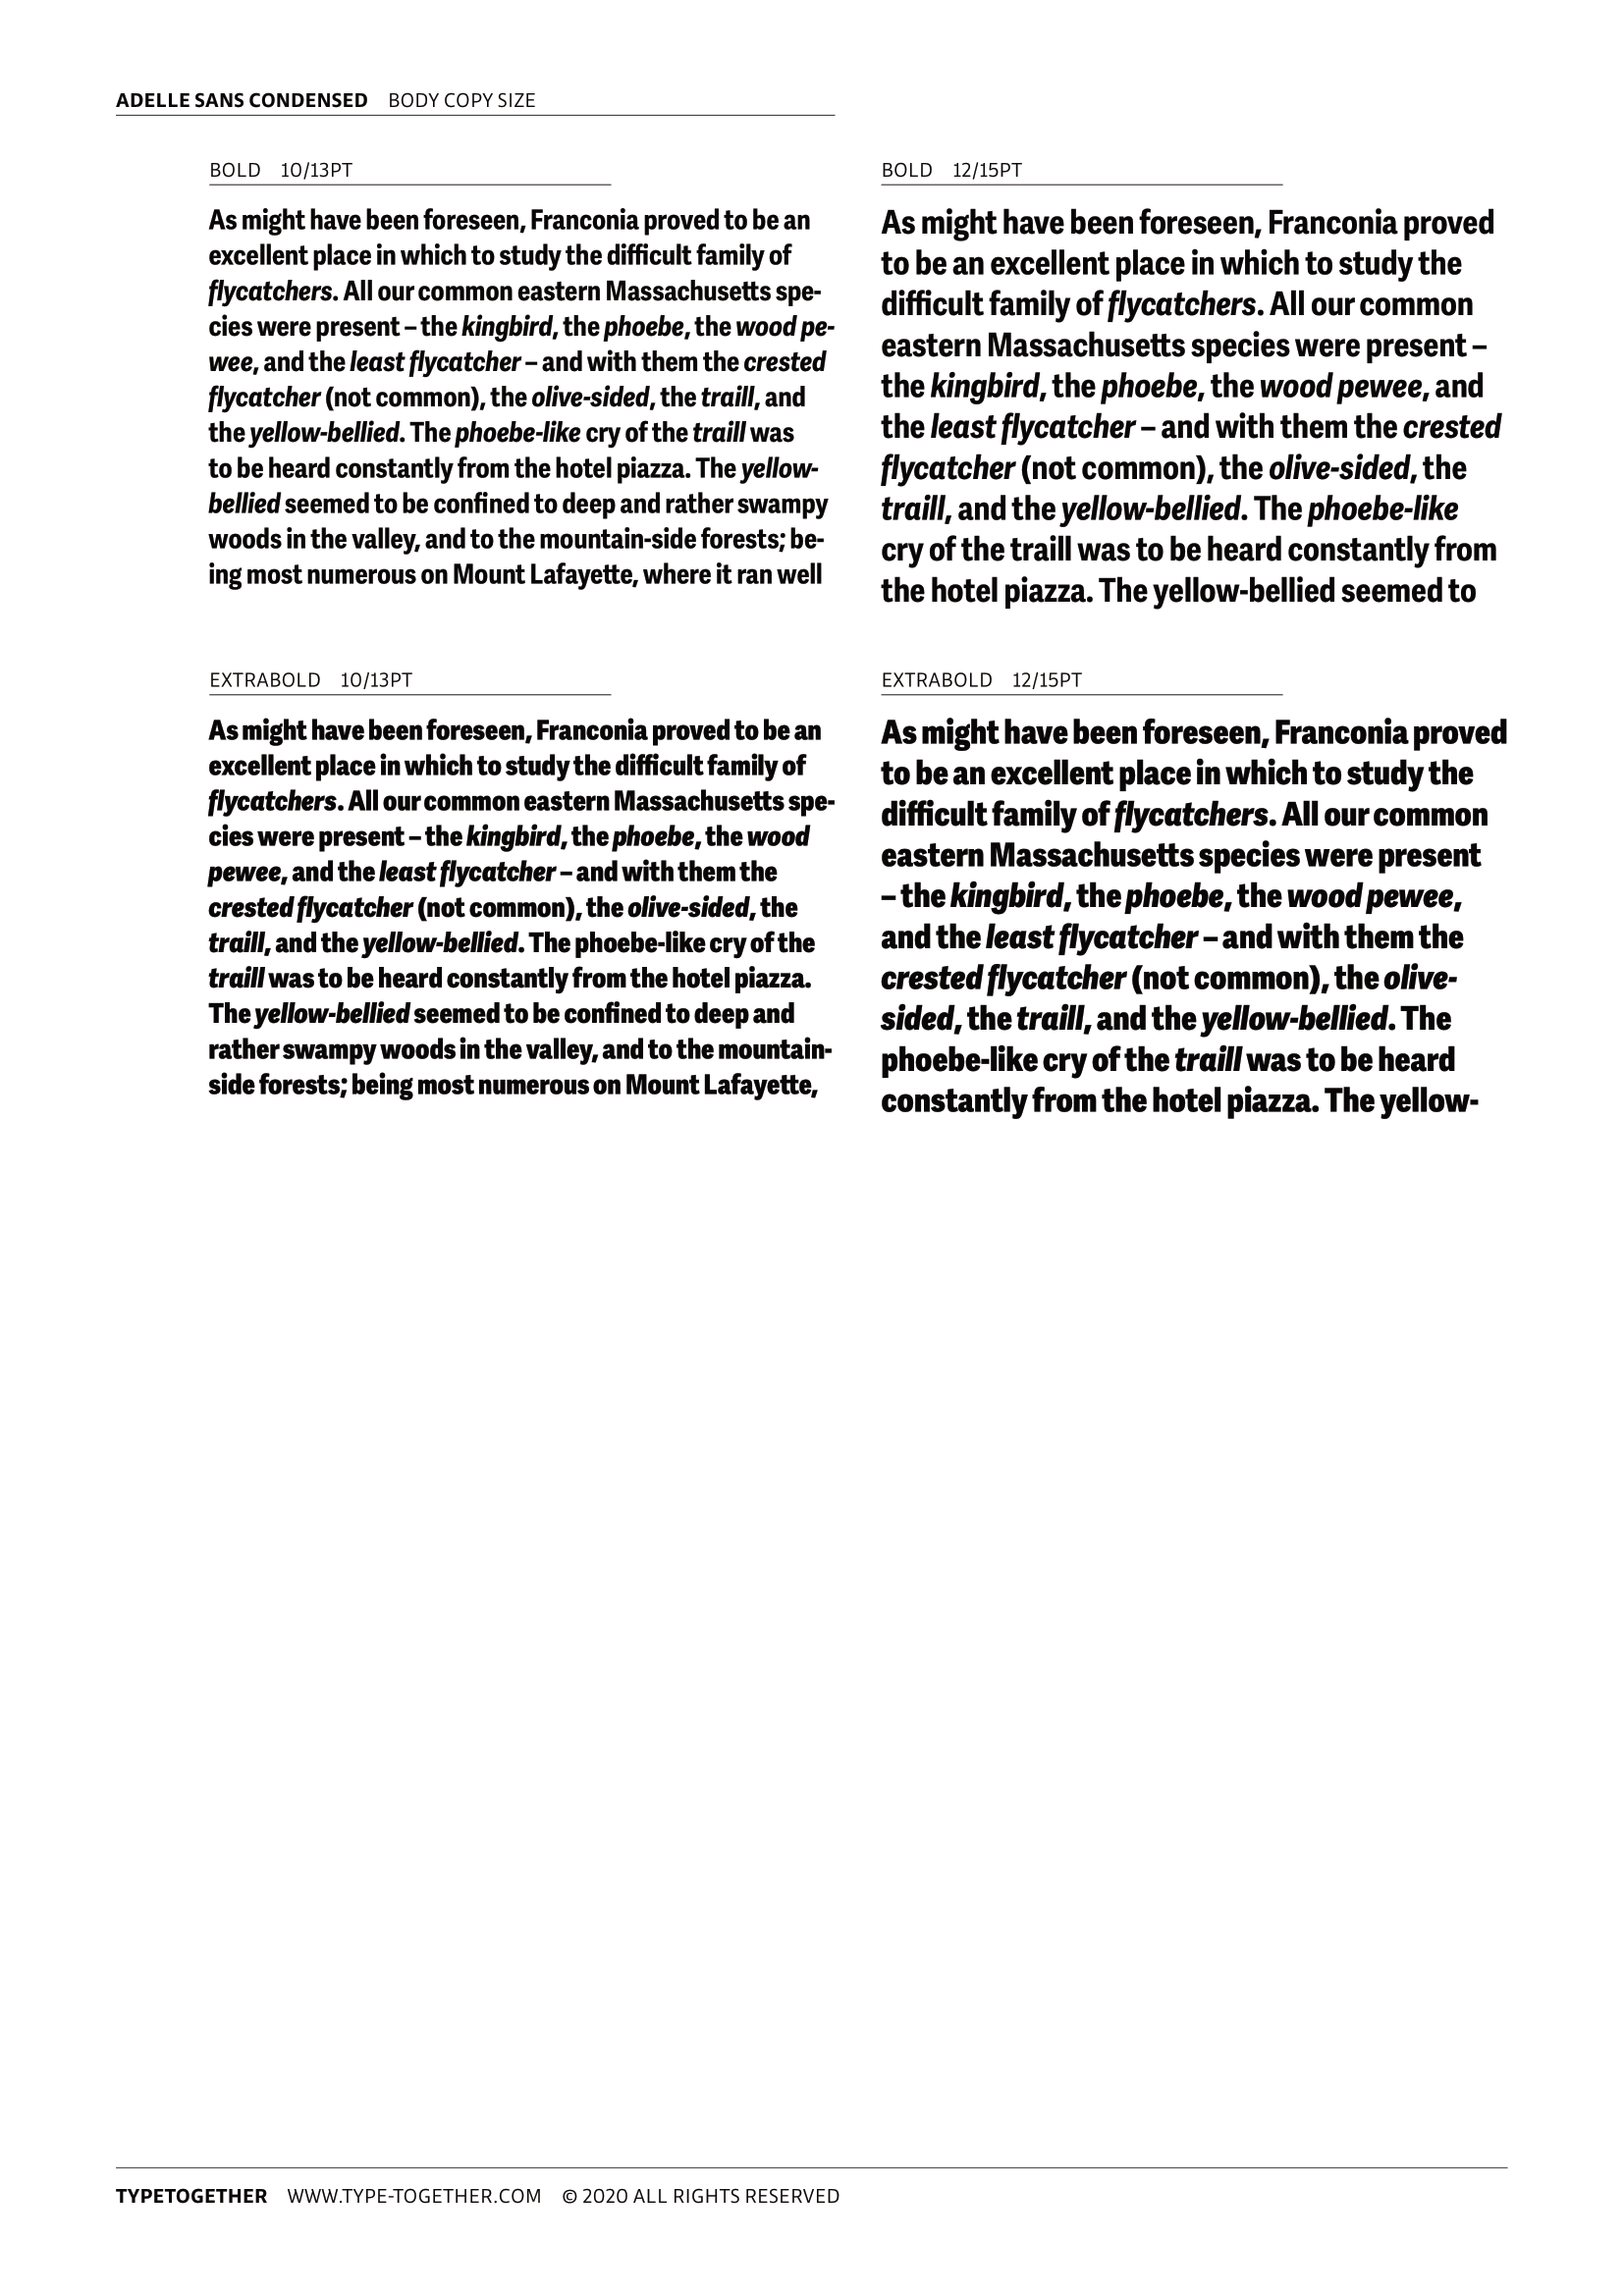 ADELLE SANS CONDENSED BODY COPY SIZE
BOLD 10/13PT
As might have been foreseen, Franconia proved to be an
excellent place in which to study the difficult family of
flycatchers. All our common eastern Massachusetts spe-
cies were present – the kingbird, the phoebe, the wood pe-
wee, and the least flycatcher – and with them the crested
flycatcher (not common), the olive-sided, the traill, and
the yellow-bellied. The phoebe-like cry of the traill was
to be heard constantly from the hotel piazza. The yellow-
bellied seemed to be confined to deep and rather swampy
woods in the valley, and to the mountain-side forests; be-
ing most numerous on Mount Lafayette, where it ran well
BOLD 12/15PT
As might have been foreseen, Franconia proved
to be an excellent place in which to study the
difficult family of flycatchers. All our common
eastern Massachusetts species were present –
the kingbird, the phoebe, the wood pewee, and
the least flycatcher – and with them the crested
flycatcher (not common), the olive-sided, the
traill, and the yellow-bellied. The phoebe-like
cry of the traill was to be heard constantly from
the hotel piazza. The yellow-bellied seemed to
EXTRABOLD 10/13PT
As might have been foreseen, Franconia proved to be an
excellent place in which to study the difficult family of
flycatchers. All our common eastern Massachusetts spe-
cies were present – the kingbird, the phoebe, the wood
pewee, and the least flycatcher – and with them the
crested flycatcher (not common), the olive-sided, the
traill, and the yellow-bellied. The phoebe-like cry of the
traill was to be heard constantly from the hotel piazza.
The yellow-bellied seemed to be confined to deep and
rather swampy woods in the valley, and to the mountain-
side forests; being most numerous on Mount Lafayette,
EXTRABOLD 12/15PT
As might have been foreseen, Franconia proved
to be an excellent place in which to study the
difficult family of flycatchers. All our common
eastern Massachusetts species were present
– the kingbird, the phoebe, the wood pewee,
and the least flycatcher – and with them the
crested flycatcher (not common), the olive-
sided, the traill, and the yellow-bellied. The
phoebe-like cry of the traill was to be heard
constantly from the hotel piazza. The yellow-
TYPETOGETHER WWW.TYPE-TOGETHER.COM © 2020 ALL RIGHTS RESERVED